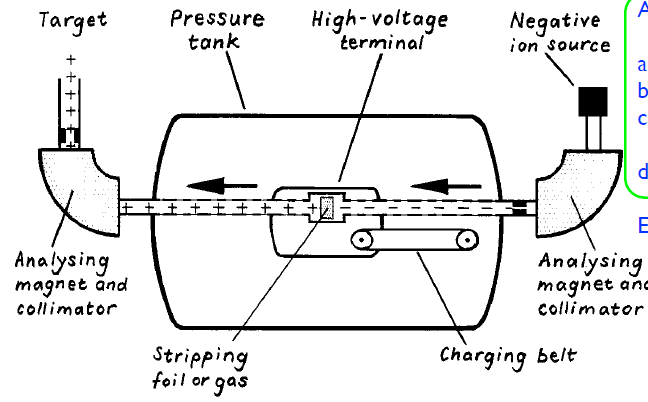 Target
Pressure
tank
High-voltage
terminal
Negative
ion source
A
a
b
c
d
E
Analysing
magnet and
collimator
Analysing
magnet and
collimator
Stripping
foil or gas
Charging belt